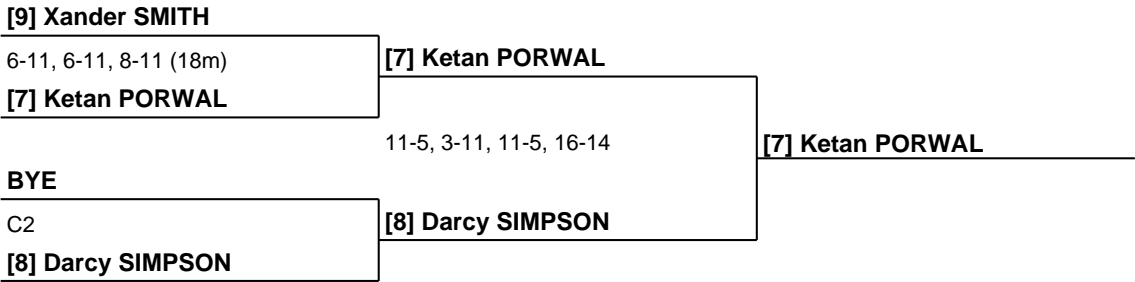 [9] Xander SMITH
6-11, 6-11, 8-11 (18m)
[7] Ketan PORWAL
[7] Ketan PORWAL
11-5, 3-11, 11-5, 16-14
[7] Ketan PORWAL
BYE
C2
[8] Darcy SIMPSON
[8] Darcy SIMPSON